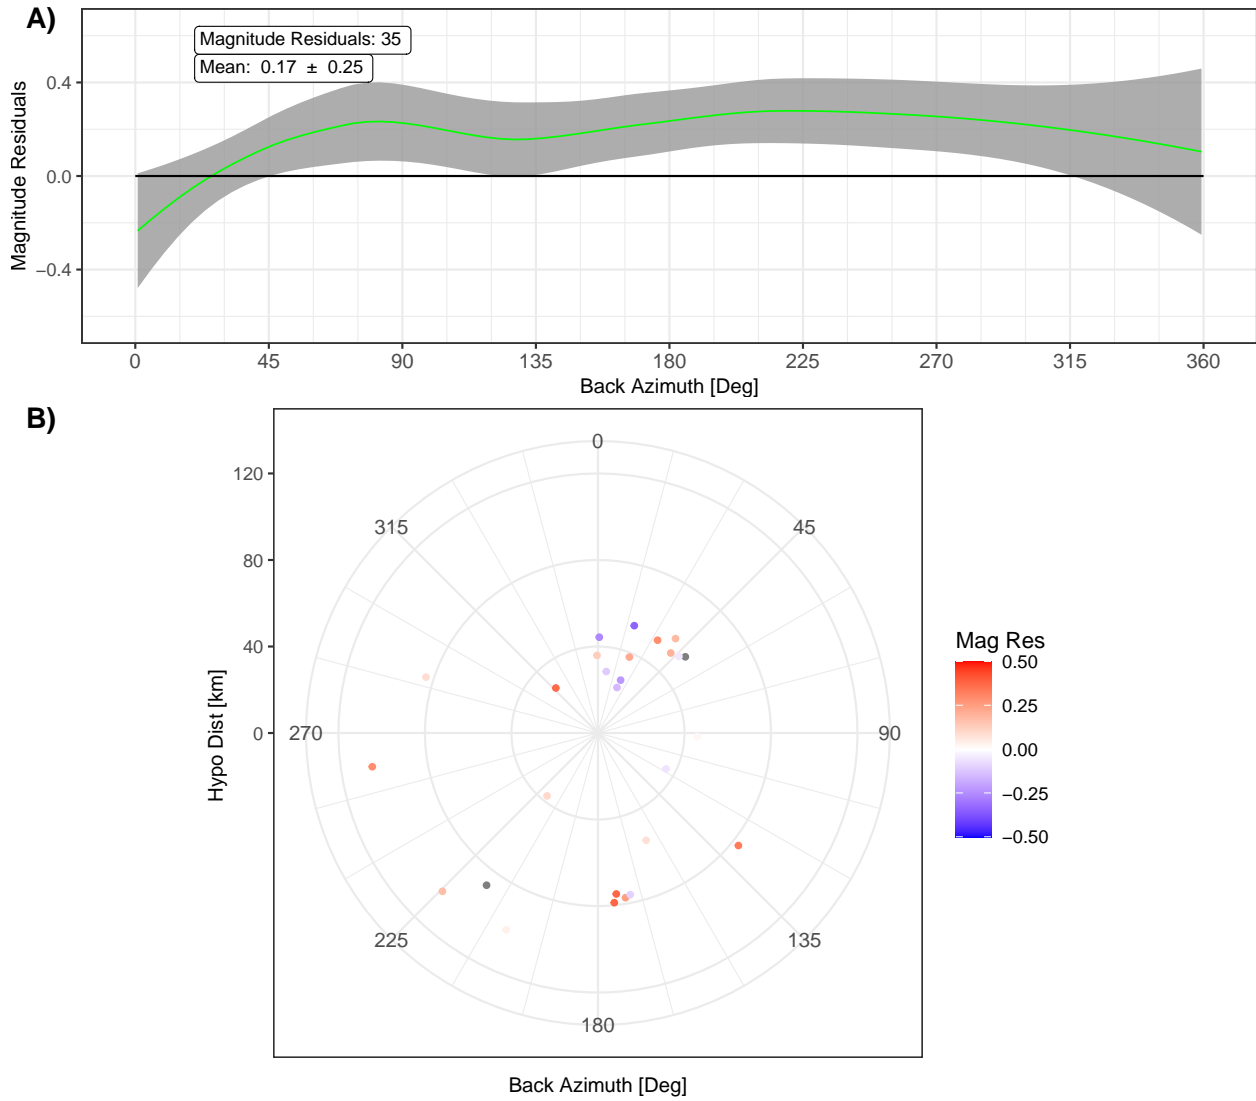 A)
Magnitude Residuals: 35
Mean: 0.17 ± 0.25
Magnitude Residuals
0.4
0.0
−0.4
0 45 90 135 180 225 270 315 360
Back Azimuth [Deg]
B)
Hypo Dist [km]
120
80
40
0
0
45
90
135
180
225
270
315
Back Azimuth [Deg]
Mag Res
0.50
0.25
0.00
−0.25
−0.50